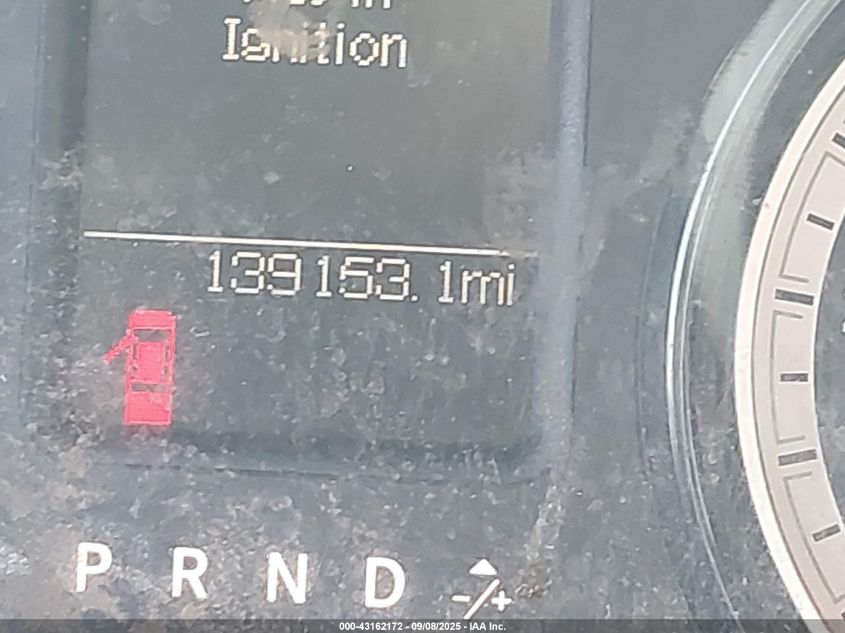 Ignition
139153.1mi
P R N D -/+
000-43162172 - 09/08/2025 - IAA Inc.